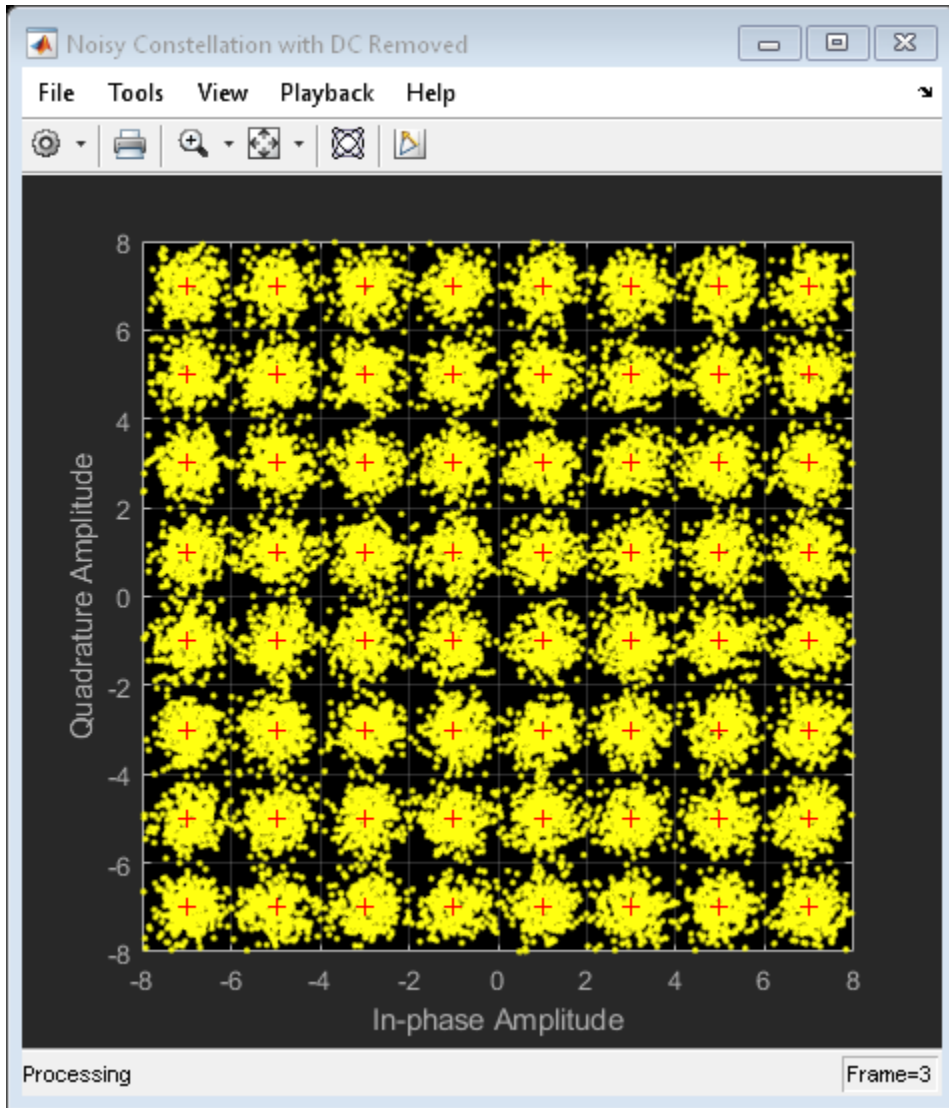 Noisy Constellation with DC Removed
File Tools View Playback Help
8
6
4
2
0
-2
-4
-6
-8
Quadrature Amplitude
-8 -6 -4 -2 0 2 4 6 8
In-phase Amplitude
Processing Frame=3